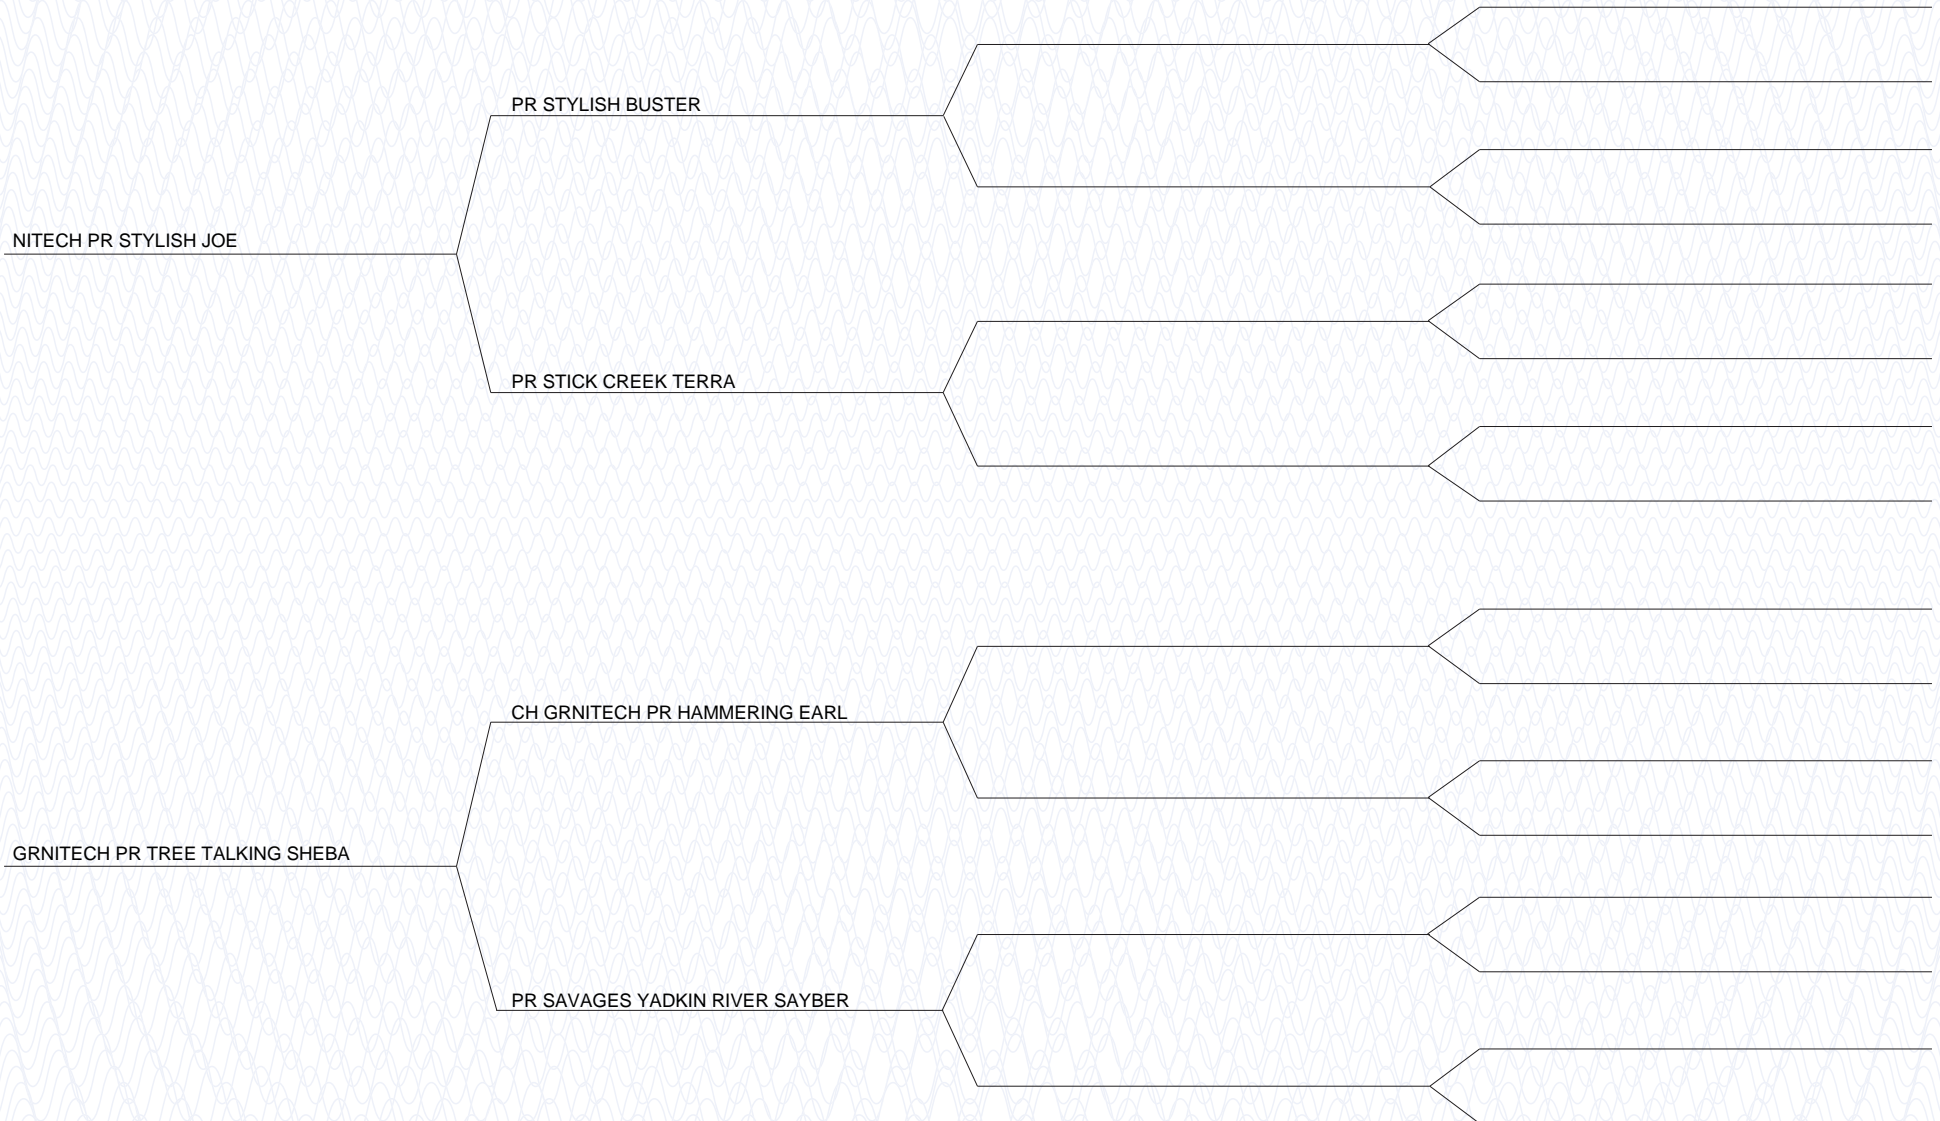 PR STYLISH BUSTER
NITECH PR STYLISH JOE
PR STICK CREEK TERRA
CH GRNITECH PR HAMMERING EARL
GRNITECH PR TREE TALKING SHEBA
PR SAVAGES YADKIN RIVER SAYBER